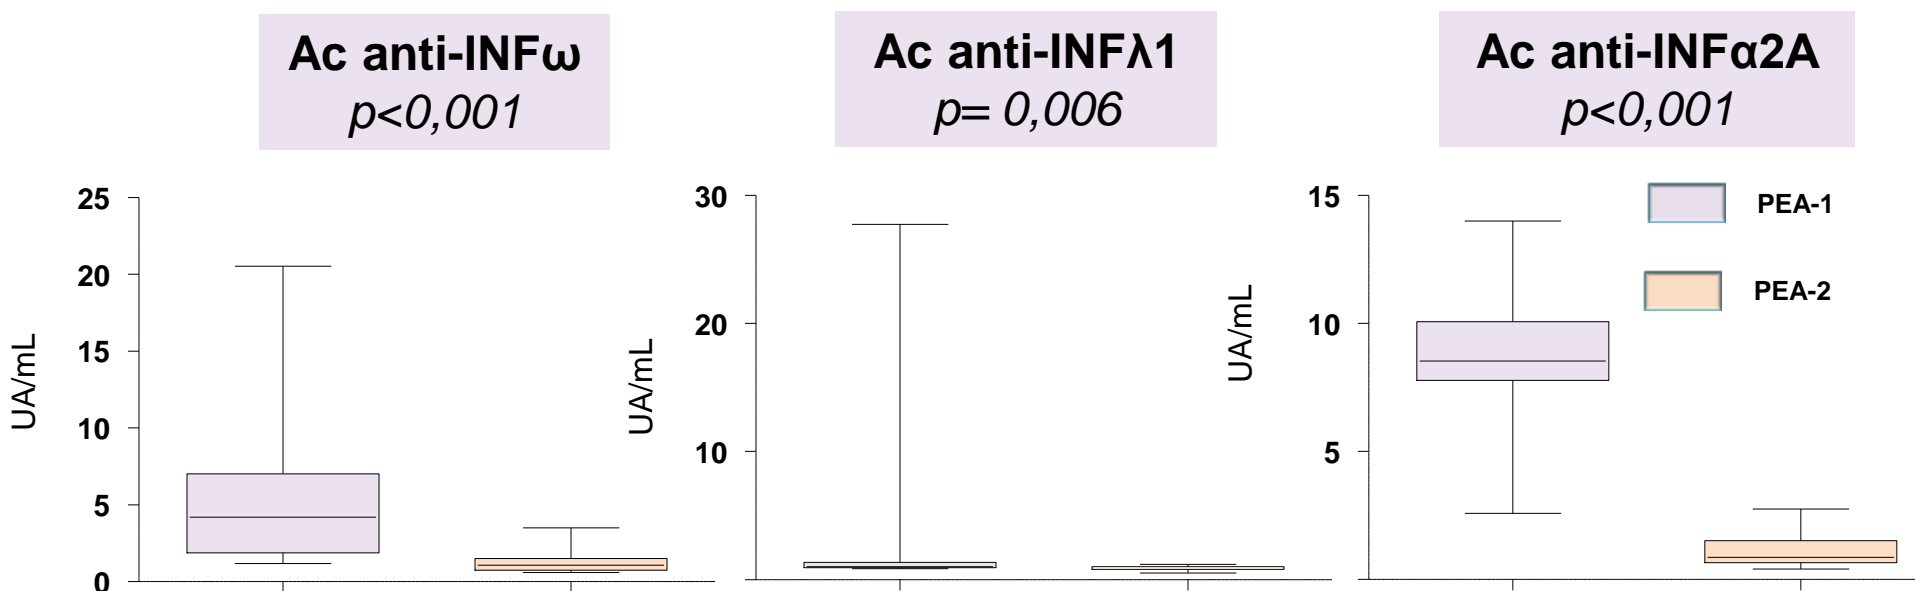 Ac anti-INFω
p<0,001
25
20
15
10
5
0
UA/mL
Ac anti-INFλ1
p= 0,006
30
20
10
UA/mL
Ac anti-INFα2A
p<0,001
15
10
5
UA/mL
PEA-1
PEA-2